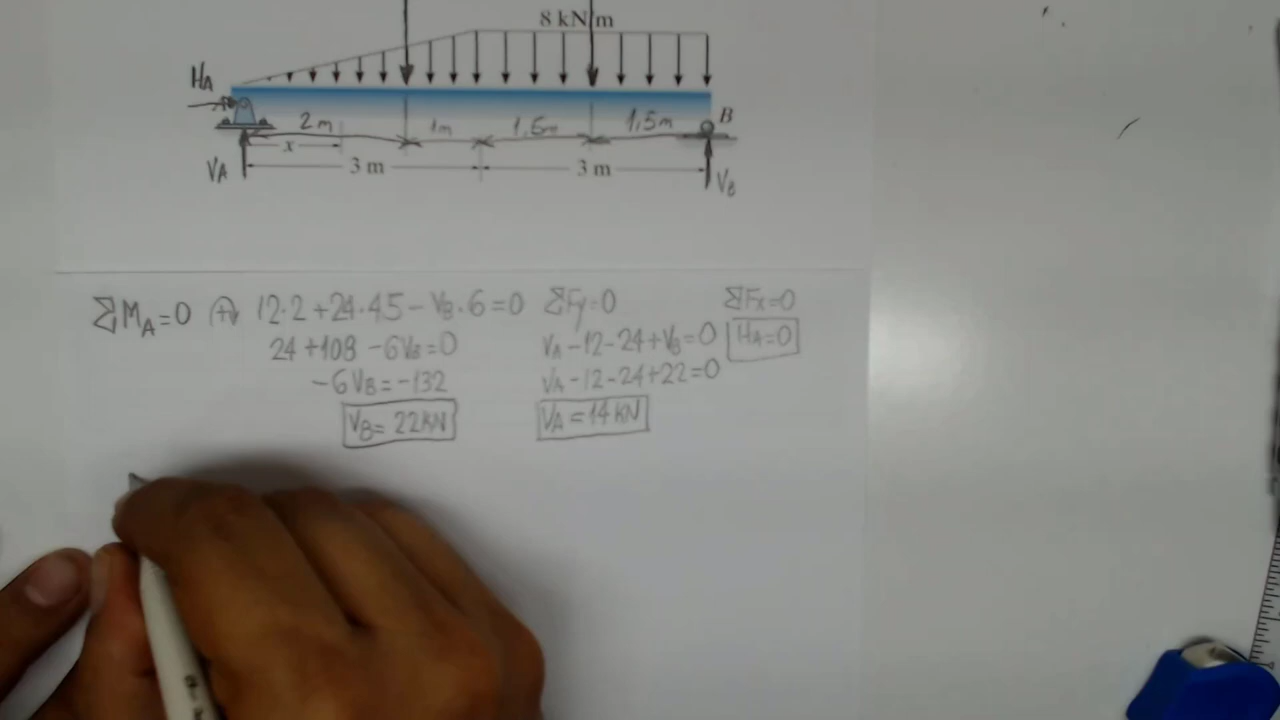 8 kN/m
HA
B
2m 1m 1,5m 1,5m
x
VA 3 m 3 m VB
ΣMA=0 + 12·2+24·4.5-VB·6=0 ΣFy=0 ΣFx=0
24+108-6VB=0 VA-12-24+VB=0 HA=0
-6VB=-132 VA-12-24+22=0
VB=22kN VA=14kN